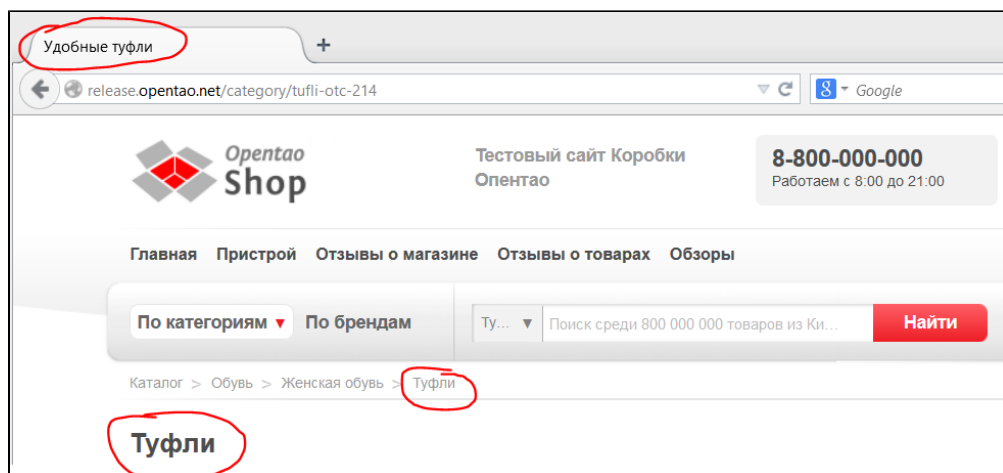 Удобные туфли
+
release.opentao.net/category/tufli-otc-214
8 Google
Opentao
Shop
Тестовый сайт Коробки
Опентао
8-800-000-000
Работаем с 8:00 до 21:00
Главная Пристрой Отзывы о магазине Отзывы о товарах Обзоры
По категориям ▼ По брендам
Ту... ▼ Поиск среди 800 000 000 товаров из Ки...
Найти
Каталог > Обувь > Женская обувь > Туфли
Туфли